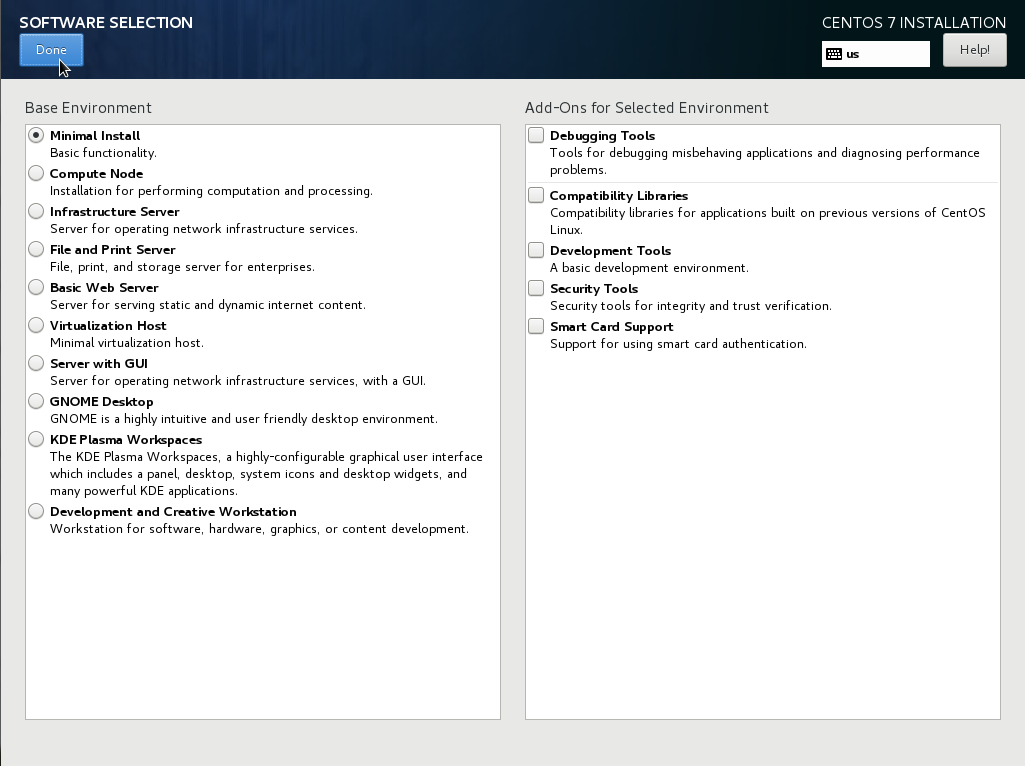 SOFTWARE SELECTION
CENTOS 7 INSTALLATION
Done
us
Help!
Base Environment
Minimal Install
Basic functionality.
Compute Node
Installation for performing computation and processing.
Infrastructure Server
Server for operating network infrastructure services.
File and Print Server
File, print, and storage server for enterprises.
Basic Web Server
Server for serving static and dynamic internet content.
Virtualization Host
Minimal virtualization host.
Server with GUI
Server for operating network infrastructure services, with a GUI.
GNOME Desktop
GNOME is a highly intuitive and user friendly desktop environment.
KDE Plasma Workspaces
The KDE Plasma Workspaces, a highly-configurable graphical user interface
which includes a panel, desktop, system icons and desktop widgets, and
many powerful KDE applications.
Development and Creative Workstation
Workstation for software, hardware, graphics, or content development.
Add-Ons for Selected Environment
Debugging Tools
Tools for debugging misbehaving applications and diagnosing performance
problems.
Compatibility Libraries
Compatibility libraries for applications built on previous versions of CentOS
Linux.
Development Tools
A basic development environment.
Security Tools
Security tools for integrity and trust verification.
Smart Card Support
Support for using smart card authentication.